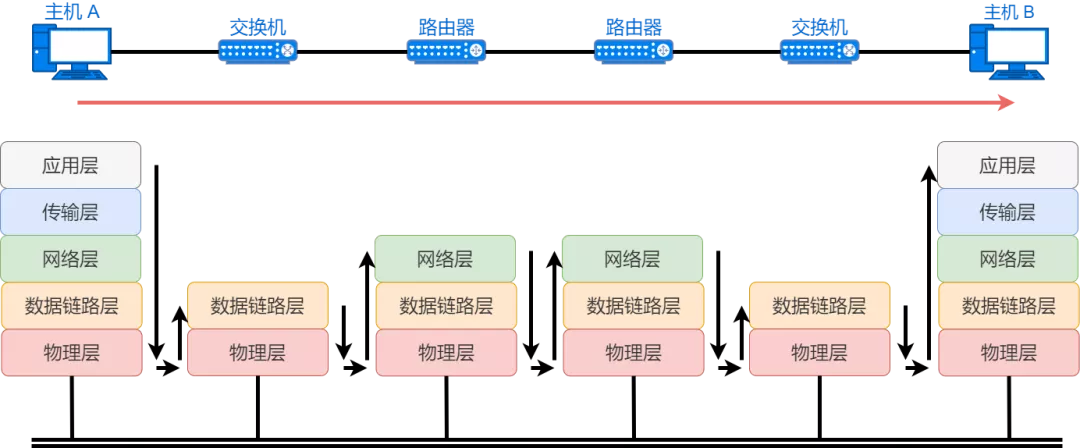 主机 A
交换机
路由器
路由器
交换机
主机 B
应用层
传输层
网络层
数据链路层
物理层
数据链路层
物理层
网络层
数据链路层
物理层
网络层
数据链路层
物理层
数据链路层
物理层
应用层
传输层
网络层
数据链路层
物理层